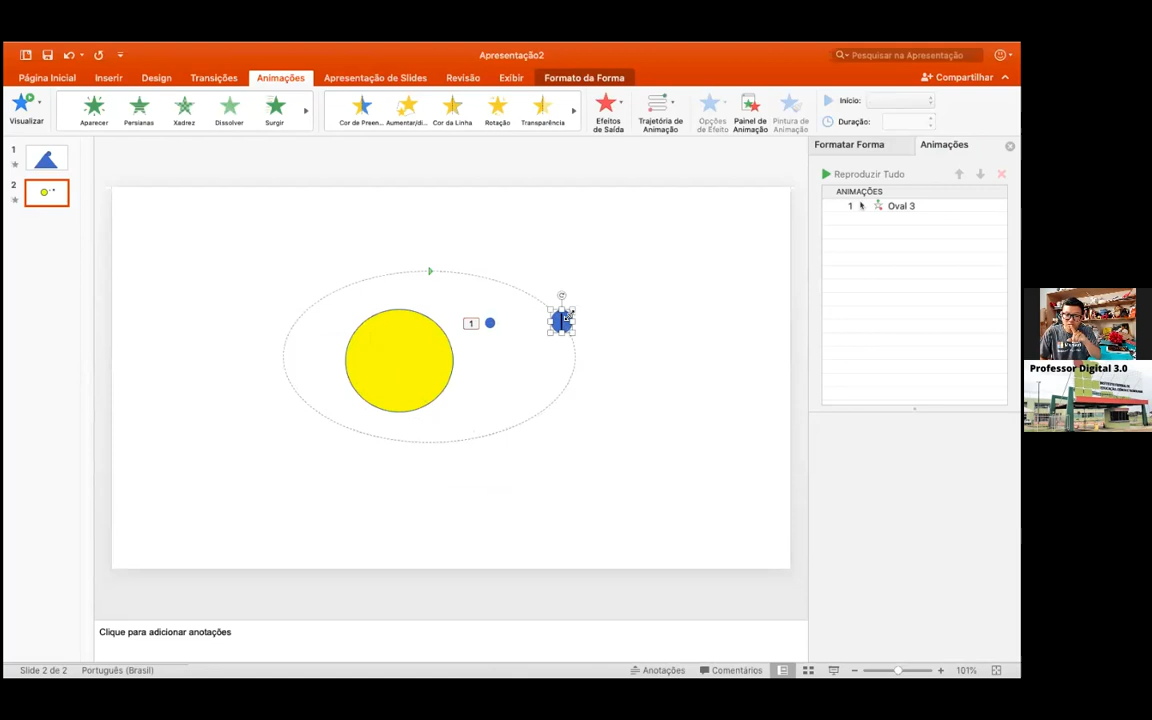 Apresentação2
Pesquisar na Apresentação
Página Inicial
Inserir
Design
Transições
Animações
Apresentação de Slides
Revisão
Exibir
Formato da Forma
Compartilhar
Visualizar
Aparecer
Persianas
Xadrez
Dissolver
Surgir
Cor de Preen...
Aumentar/di...
Cor da Linha
Rotação
Transparência
Efeitos
de Saída
Trajetória de
Animação
Opções
de Efeito
Painel de
Animação
Pintura de
Animação
Início:
Duração:
Formatar Forma
Animações
Reproduzir Tudo
ANIMAÇÕES
1 Oval 3
1
2
1
Professor Digital 3.0
Clique para adicionar anotações
Slide 2 de 2
Português (Brasil)
Anotações
Comentários
101%